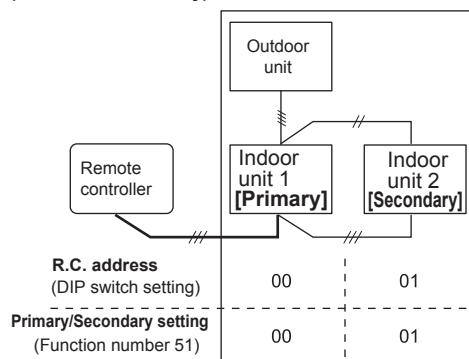 Outdoor
unit
Remote
controller
Indoor
unit 1
[Primary]
Indoor
unit 2
[Secondary]
R.C. address
(DIP switch setting)
00
01
Primary/Secondary setting
(Function number 51)
00
01